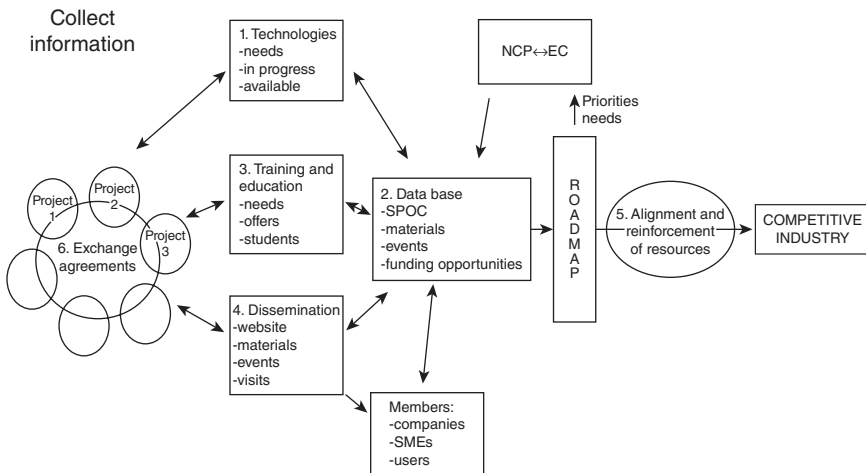 Collect
information
1. Technologies
-needs
-in progress
-available
NCP↔EC
Priorities
needs
Project
1
Project
2
Project
3
6. Exchange
agreements
3. Training and
education
-needs
-offers
-students
2. Data base
-SPOC
-materials
-events
-funding opportunities
ROADMAP
5. Alignment and
reinforcement
of resources
COMPETITIVE
INDUSTRY
4. Dissemination
-website
-materials
-events
-visits
Members:
-companies
-SMEs
-users